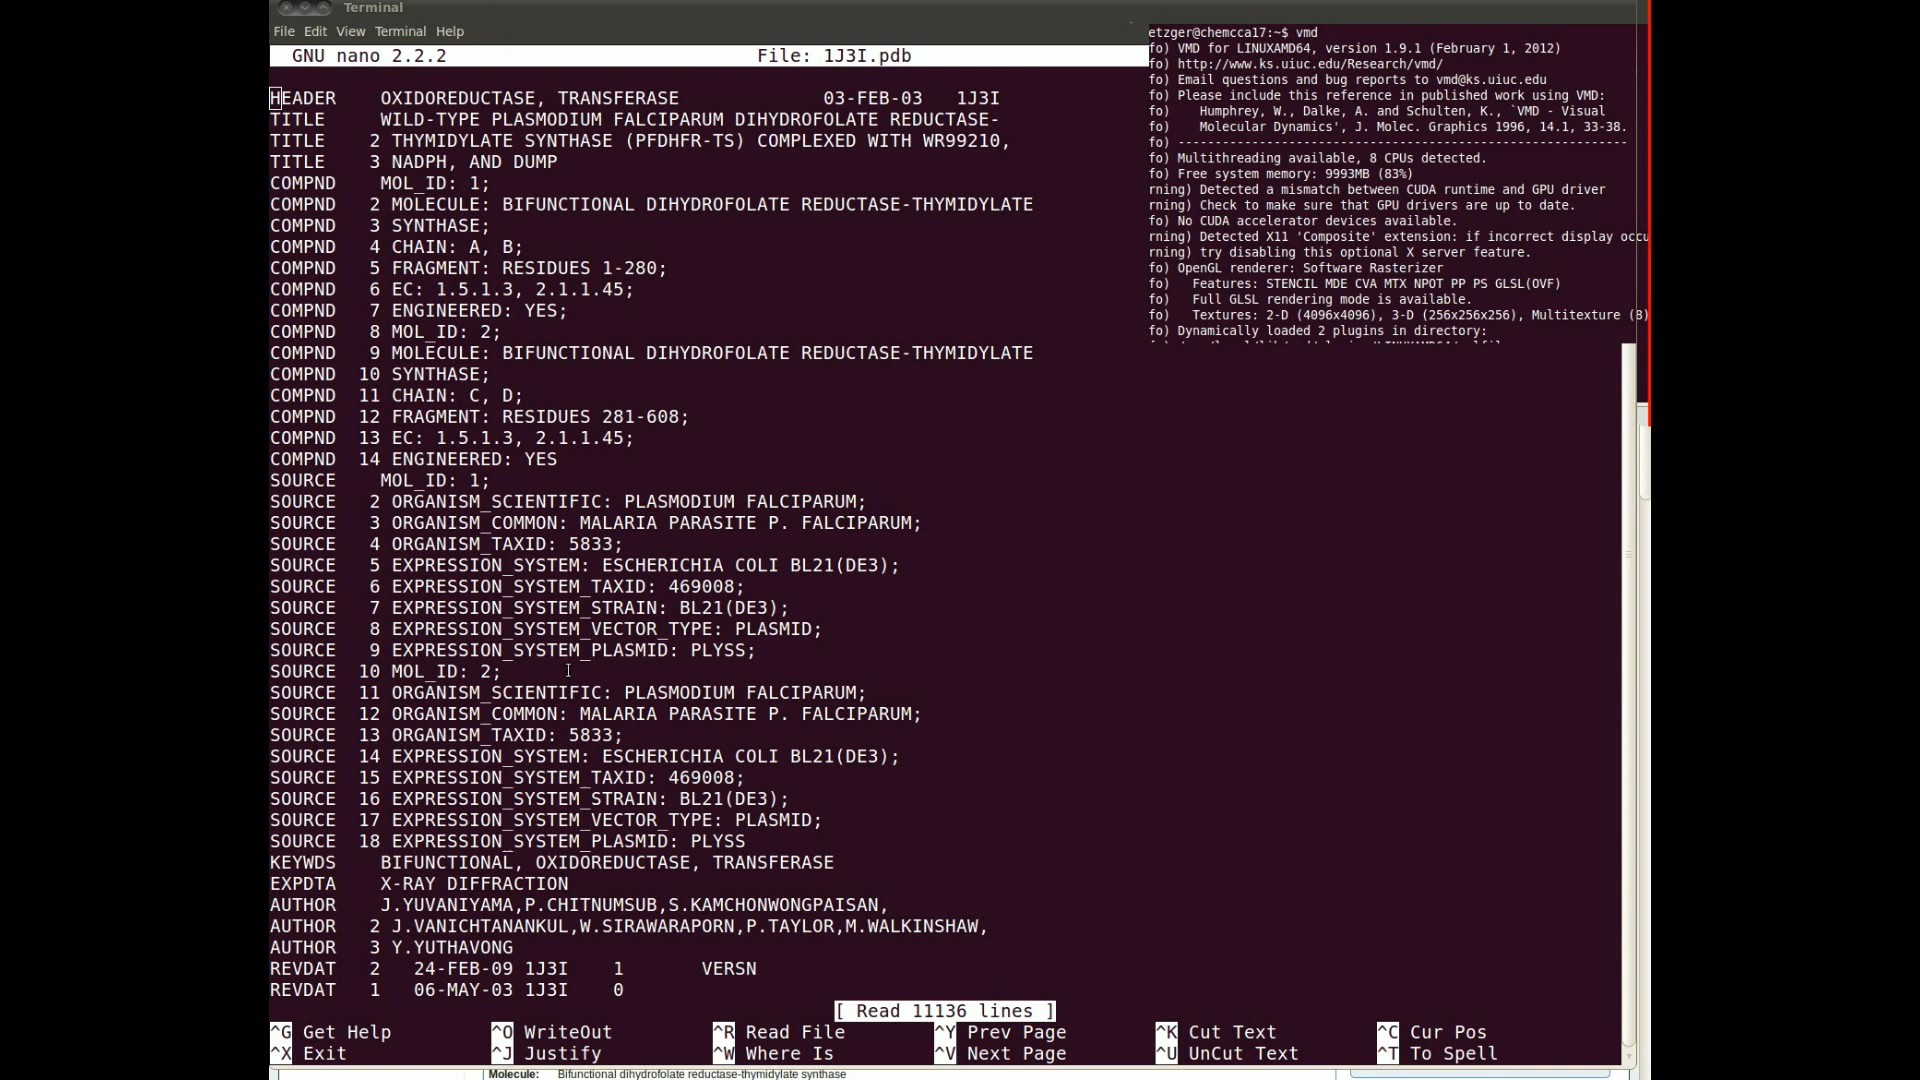 Terminal
File Edit View Terminal Help
GNU nano 2.2.2 File: 1J3I.pdb
HEADER OXIDOREDUCTASE, TRANSFERASE 03-FEB-03 1J3I
TITLE WILD-TYPE PLASMODIUM FALCIPARUM DIHYDROFOLATE REDUCTASE-
TITLE 2 THYMIDYLATE SYNTHASE (PFDHFR-TS) COMPLEXED WITH WR99210,
TITLE 3 NADPH, AND DUMP
COMPND MOL_ID: 1;
COMPND 2 MOLECULE: BIFUNCTIONAL DIHYDROFOLATE REDUCTASE-THYMIDYLATE
COMPND 3 SYNTHASE;
COMPND 4 CHAIN: A, B;
COMPND 5 FRAGMENT: RESIDUES 1-280;
COMPND 6 EC: 1.5.1.3, 2.1.1.45;
COMPND 7 ENGINEERED: YES;
COMPND 8 MOL_ID: 2;
COMPND 9 MOLECULE: BIFUNCTIONAL DIHYDROFOLATE REDUCTASE-THYMIDYLATE
COMPND 10 SYNTHASE;
COMPND 11 CHAIN: C, D;
COMPND 12 FRAGMENT: RESIDUES 281-608;
COMPND 13 EC: 1.5.1.3, 2.1.1.45;
COMPND 14 ENGINEERED: YES
SOURCE MOL_ID: 1;
SOURCE 2 ORGANISM_SCIENTIFIC: PLASMODIUM FALCIPARUM;
SOURCE 3 ORGANISM_COMMON: MALARIA PARASITE P. FALCIPARUM;
SOURCE 4 ORGANISM_TAXID: 5833;
SOURCE 5 EXPRESSION_SYSTEM: ESCHERICHIA COLI BL21(DE3);
SOURCE 6 EXPRESSION_SYSTEM_TAXID: 469008;
SOURCE 7 EXPRESSION_SYSTEM_STRAIN: BL21(DE3);
SOURCE 8 EXPRESSION_SYSTEM_VECTOR_TYPE: PLASMID;
SOURCE 9 EXPRESSION_SYSTEM_PLASMID: PLYSS;
SOURCE 10 MOL_ID: 2;
SOURCE 11 ORGANISM_SCIENTIFIC: PLASMODIUM FALCIPARUM;
SOURCE 12 ORGANISM_COMMON: MALARIA PARASITE P. FALCIPARUM;
SOURCE 13 ORGANISM_TAXID: 5833;
SOURCE 14 EXPRESSION_SYSTEM: ESCHERICHIA COLI BL21(DE3);
SOURCE 15 EXPRESSION_SYSTEM_TAXID: 469008;
SOURCE 16 EXPRESSION_SYSTEM_STRAIN: BL21(DE3);
SOURCE 17 EXPRESSION_SYSTEM_VECTOR_TYPE: PLASMID;
SOURCE 18 EXPRESSION_SYSTEM_PLASMID: PLYSS
KEYWDS BIFUNCTIONAL, OXIDOREDUCTASE, TRANSFERASE
EXPDTA X-RAY DIFFRACTION
AUTHOR J.YUVANIYAMA,P.CHITNUMSUB,S.KAMCHONWONGPAISAN,
AUTHOR 2 J.VANICHTANANKUL,W.SIRAWARAPORN,P.TAYLOR,M.WALKINSHAW,
AUTHOR 3 Y.YUTHAVONG
REVDAT 2 24-FEB-09 1J3I 1 VERSN
REVDAT 1 06-MAY-03 1J3I 0
[ Read 11136 lines ]
^G Get Help ^O WriteOut ^R Read File ^Y Prev Page ^K Cut Text ^C Cur Pos
^X Exit ^J Justify ^W Where Is ^V Next Page ^U UnCut Text ^T To Spell
Molecule: Bifunctional dihydrofolate reductase-thymidylate synthase
etzger@chemcca17:~$ vmd
fo) VMD for LINUXAMD64, version 1.9.1 (February 1, 2012)
fo) http://www.ks.uiuc.edu/Research/vmd/
fo) Email questions and bug reports to vmd@ks.uiuc.edu
fo) Please include this reference in published work using VMD:
fo) Humphrey, W., Dalke, A. and Schulten, K., `VMD - Visual
fo) Molecular Dynamics', J. Molec. Graphics 1996, 14.1, 33-38.
fo) -------------------------------------------------------------
fo) Multithreading available, 8 CPUs detected.
fo) Free system memory: 9993MB (83%)
rning) Detected a mismatch between CUDA runtime and GPU driver
rning) Check to make sure that GPU drivers are up to date.
fo) No CUDA accelerator devices available.
rning) Detected X11 'Composite' extension: if incorrect display occu
rning) try disabling this optional X server feature.
fo) OpenGL renderer: Software Rasterizer
fo) Features: STENCIL MDE CVA MTX NPOT PP PS GLSL(OVF)
fo) Full GLSL rendering mode is available.
fo) Textures: 2-D (4096x4096), 3-D (256x256x256), Multitexture (8)
fo) Dynamically loaded 2 plugins in directory: